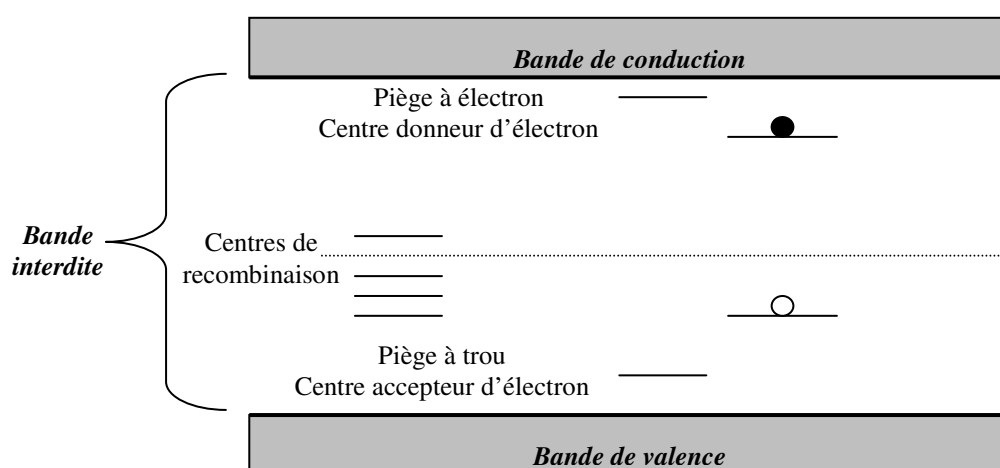 Bande de conduction
Piège à électron
Centre donneur d'électron
Bande
interdite
Centres de
recombinaison
Piège à trou
Centre accepteur d'électron
Bande de valence